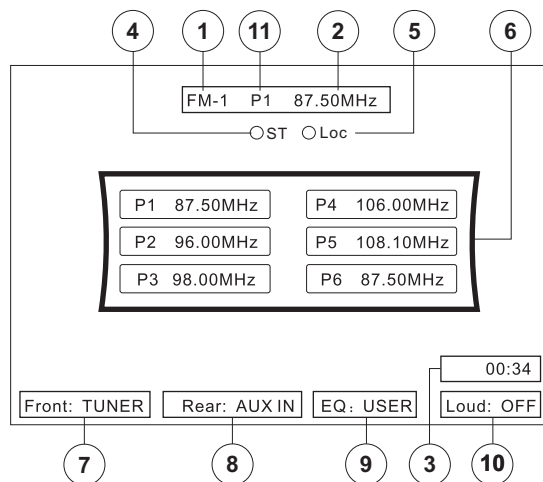 4 1 11 2 5 6
FM-1 P1 87.50MHz
ST Loc
P1 87.50MHz P4 106.00MHz
P2 96.00MHz P5 108.10MHz
P3 98.00MHz P6 87.50MHz
00:34
Front: TUNER Rear: AUX IN EQ: USER Loud: OFF
7 8 9 3 10